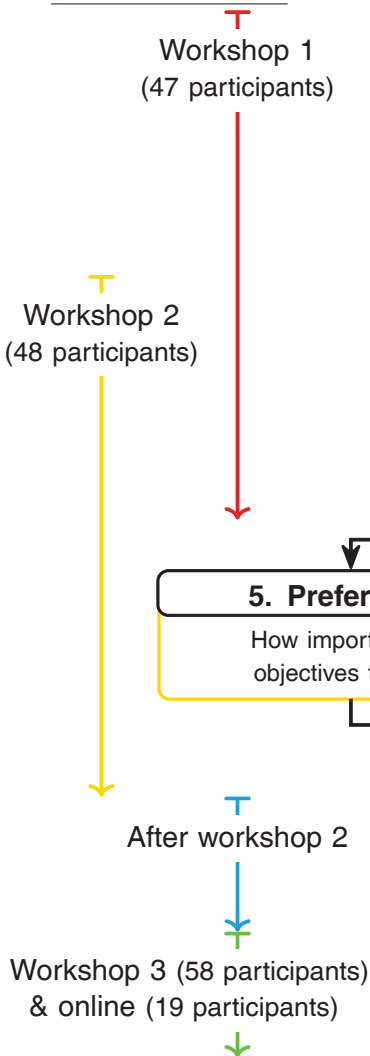 Workshop 1
(47 participants)
Workshop 2
(48 participants)
5. Prefer
How import
objectives
After workshop 2
Workshop 3 (58 participants)
& online (19 participants)